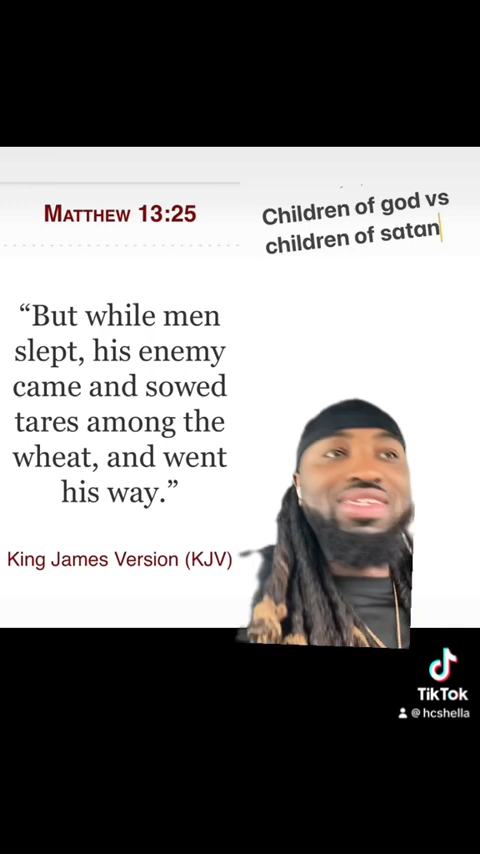 MATTHEW 13:25
Children of god vs
children of satan
“But while men
slept, his enemy
came and sowed
tares among the
wheat, and went
his way.”
King James Version (KJV)
TikTok
@hcshella